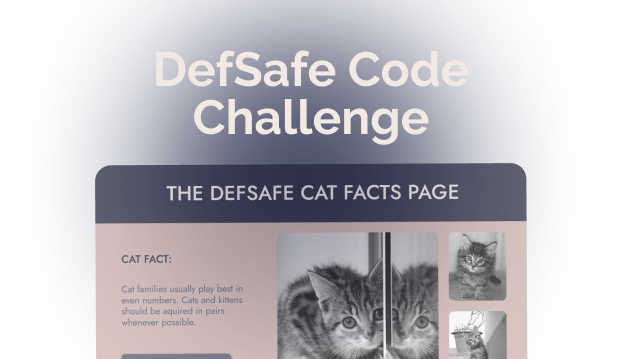 DefSafe Code
Challenge
THE DEFSAFE CAT FACTS PAGE
CAT FACT:
Cat families usually play best in
even numbers. Cats and kittens
should be aquired in pairs
whenever possible.